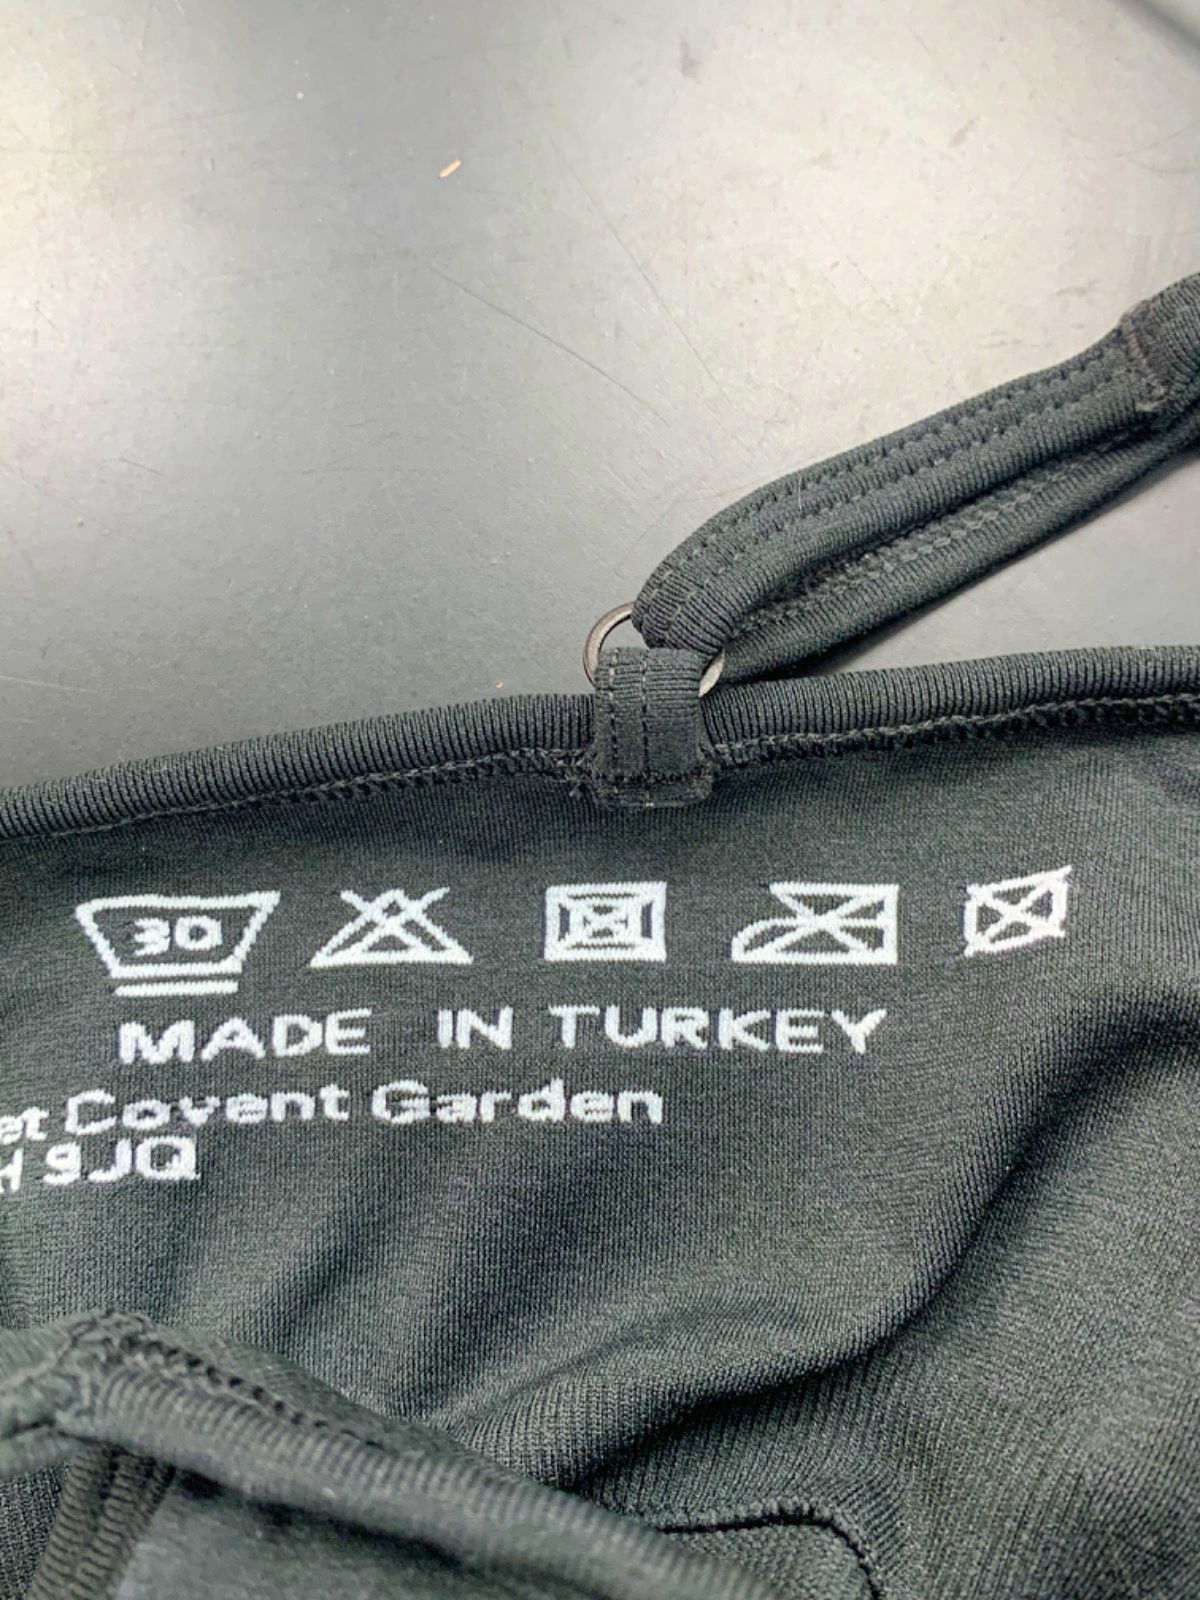 30
MADE IN TURKEY
Covent Garden
9JQ